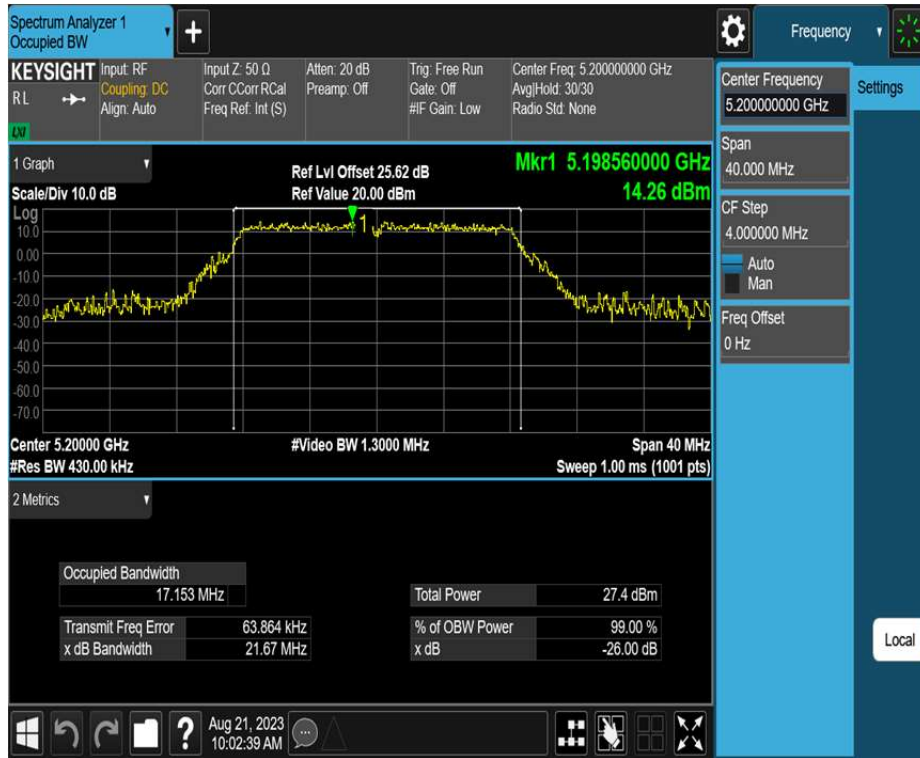 Spectrum Analyzer 1
Occupied BW
+
Frequency
KEYSIGHT
RL
LXI
Input: RF
Coupling: DC
Align: Auto
Input Z: 50 Ω
Corr CCorr RCal
Freq Ref: Int (S)
Atten: 20 dB
Preamp: Off
Trig: Free Run
Gate: Off
#IF Gain: Low
Center Freq: 5.200000000 GHz
Avg|Hold: 30/30
Radio Std: None
Center Frequency
5.200000000 GHz
Settings
Span
40.000 MHz
CF Step
4.000000 MHz
Auto
Man
Freq Offset
0 Hz
Local
1 Graph
Scale/Div 10.0 dB
Ref Lvl Offset 25.62 dB
Ref Value 20.00 dBm
Mkr1 5.198560000 GHz
14.26 dBm
Log
10.0
0.00
-10.0
-20.0
-30.0
-40.0
-50.0
-60.0
-70.0
1
Center 5.20000 GHz
#Video BW 1.3000 MHz
Span 40 MHz
#Res BW 430.00 kHz
Sweep 1.00 ms (1001 pts)
2 Metrics
Occupied Bandwidth
17.153 MHz
Total Power 27.4 dBm
Transmit Freq Error 63.864 kHz
% of OBW Power 99.00 %
x dB Bandwidth 21.67 MHz
x dB -26.00 dB
?
Aug 21, 2023
10:02:39 AM